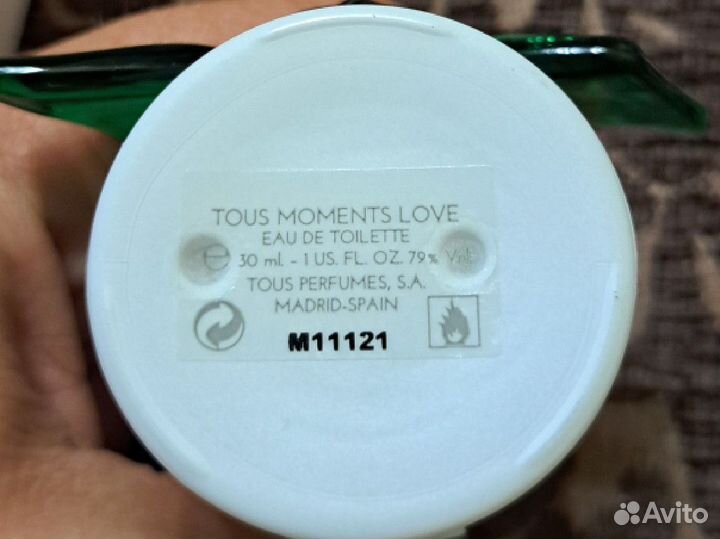 TOUS MOMENTS LOVE
EAU DE TOILETTE
e 30 ml. - 1 US. FL. OZ. 79% Vol
TOUS PERFUMES, S.A.
MADRID-SPAIN
M11121
Avito